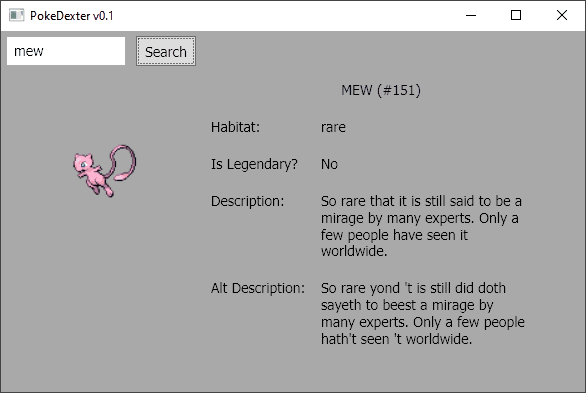 PokeDexter v0.1
mew
Search
MEW (#151)
Habitat: rare
Is Legendary? No
Description: So rare that it is still said to be a
mirage by many experts. Only a
few people have seen it
worldwide.
Alt Description: So rare yond 't is still did doth
sayeth to beest a mirage by
many experts. Only a few people
hath't seen 't worldwide.